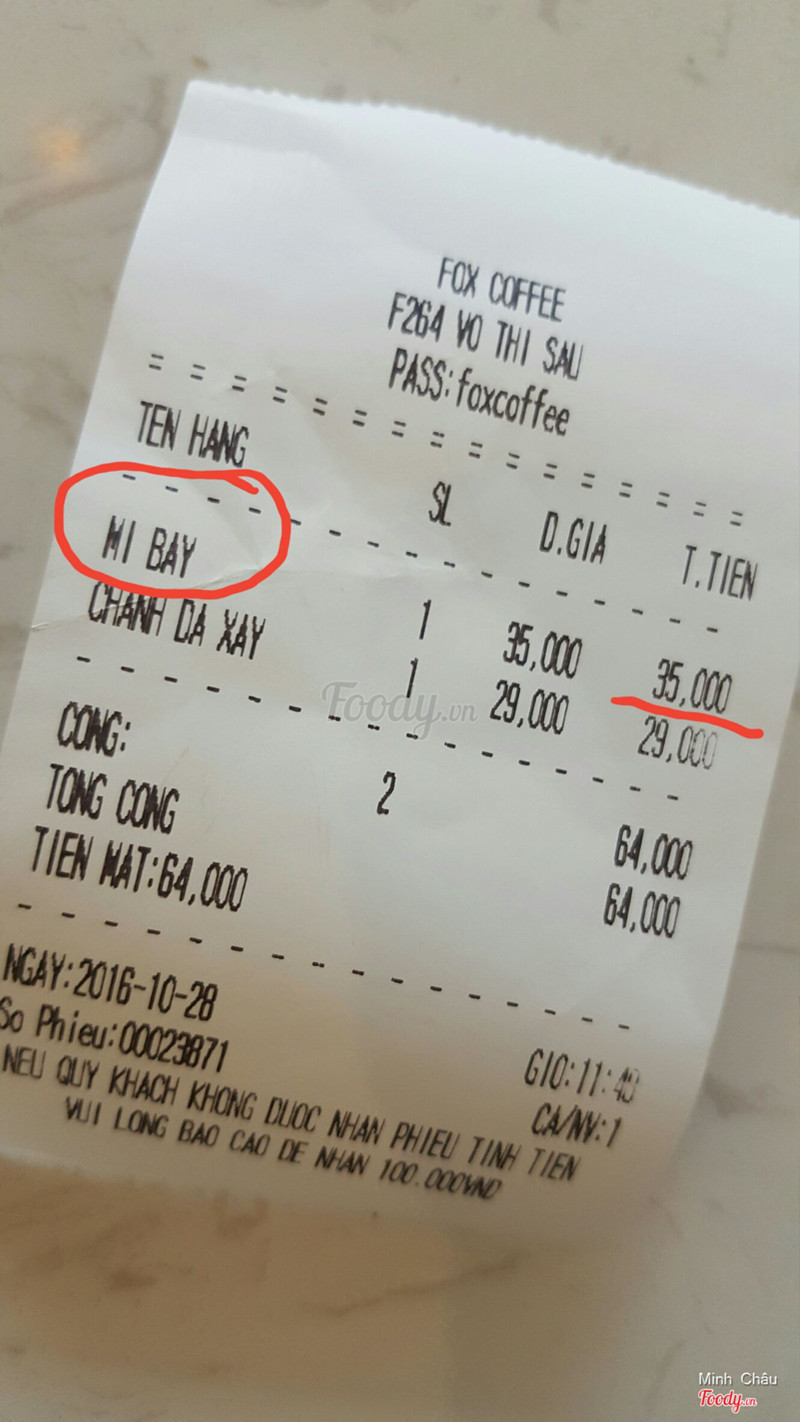 FOX COFFEE
F264 VO THI SAU
PASS:foxcoffee
= = = = = = = = = = = = = = = =
TEN HANG SL D.GIA T.TIEN
- - - - - - - - - - - - - - - -
MI BAY 1 35,000 35,000
CHANH DA XAY 1 29,000 29,000
- - - - - - - - - - - - - - - -
CONG: 2 64,000
TONG CONG 64,000
TIEN MAT:64,000
- - - - - - - - - - - - - - - -
NGAY:2016-10-28 GIO:11:
So Phieu:00023871 CA/NV:1
NEU QUY KHACH KHONG DUOC NHAN PHIEU TINH TIEN
VUI LONG BAO CAO DE NHAN 100.000VND
Foody.vn
Minh Châu
Foody.vn